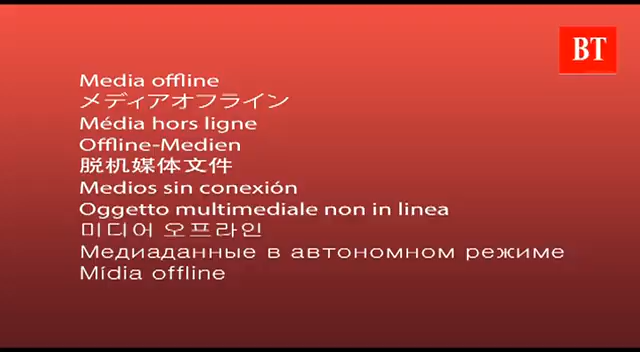 BT
Media offline
メディアオフライン
Média hors ligne
Offline-Medien
脱机媒体文件
Medios sin conexión
Oggetto multimediale non in linea
미디어 오프라인
Медиаданные в автономном режиме
Mídia offline